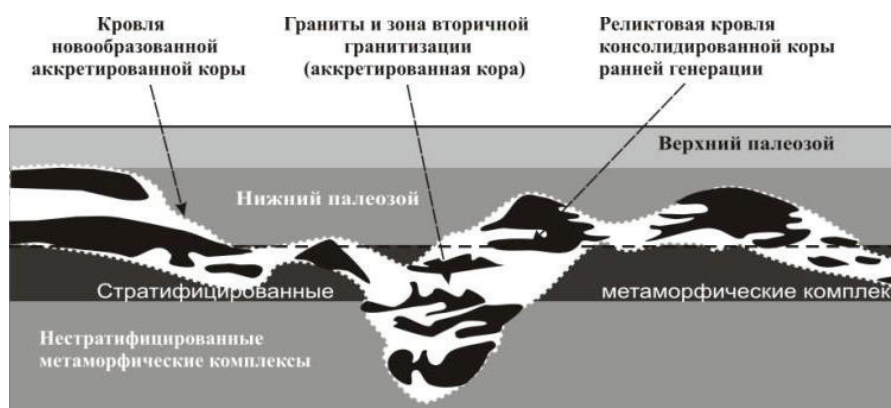 Кровля
новообразованной
аккретированной коры
Граниты и зона вторичной
гранитизации
(аккретированная кора)
Реликтовая кровля
консолидированной коры
ранней генерации
Верхний палеозой
Нижний палеозой
Стратифицированные
метаморфические комплек
Нестратифицированные
метаморфические комплексы